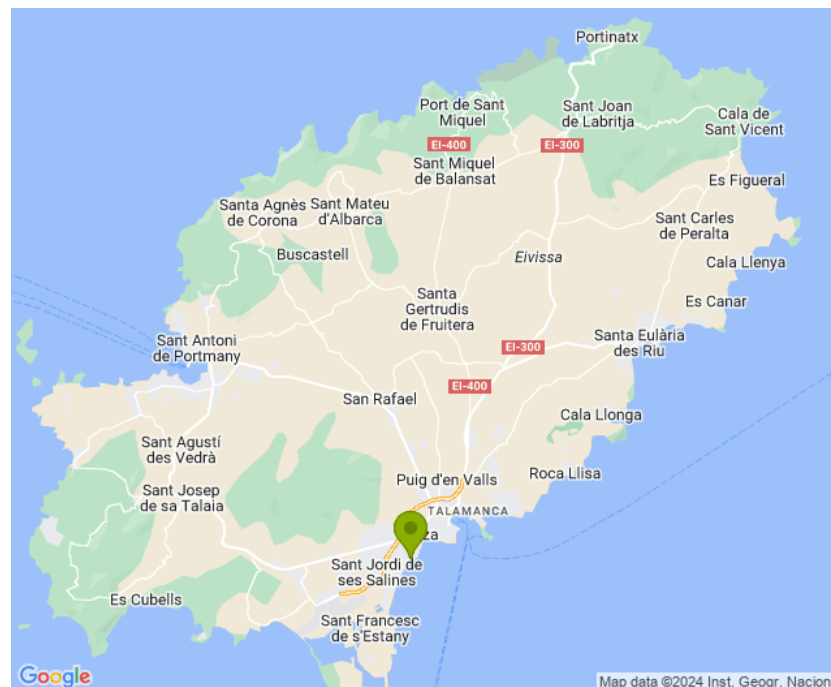 Portinatx
Port de Sant
Miquel
Sant Joan
de Labritja
Cala de
Sant Vicent
EI-400
EI-300
Sant Miquel
de Balansat
Es Figueral
Santa Agnès
de Corona
Sant Mateu
d'Albarca
Sant Carles
de Peralta
Buscastell
Eivissa
Cala Llenya
Santa
Gertrudis
de Fruitera
Es Canar
Sant Antoni
de Portmany
Santa Eulària
des Riu
EI-300
EI-400
San Rafael
Cala Llonga
Sant Agustí
des Vedrà
Roca Llisa
Puig d'en Valls
Sant Josep
de sa Talaia
TALAMANCA
za
Sant Jordi de
ses Salines
Es Cubells
Sant Francesc
de s'Estany
Google
Map data ©2024 Inst. Geogr. Nacion